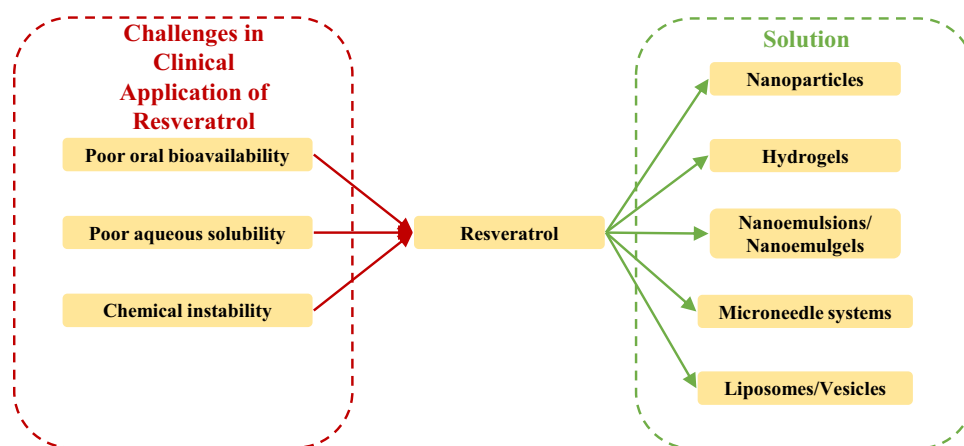 Challenges in
Clinical
Application of
Resveratrol
Poor oral bioavailability
Poor aqueous solubility
Chemical instability
Resveratrol
Solution
Nanoparticles
Hydrogels
Nanoemulsions/
Nanoemulgels
Microneedle systems
Liposomes/Vesicles